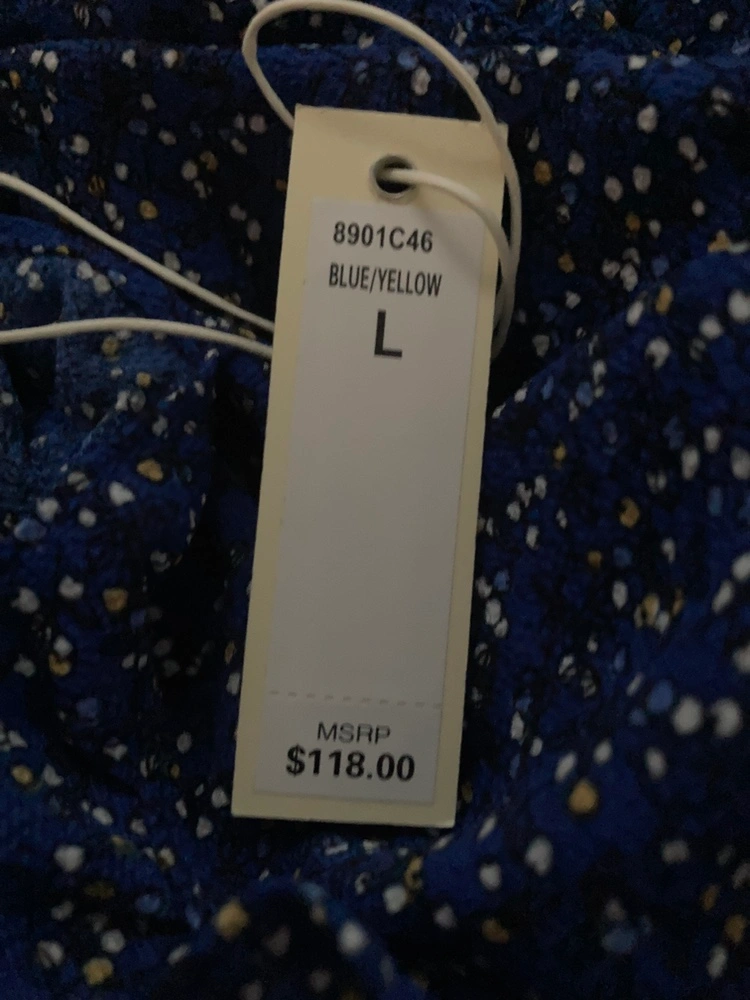 8901C46
BLUE/YELLOW
L
MSRP
$118.00